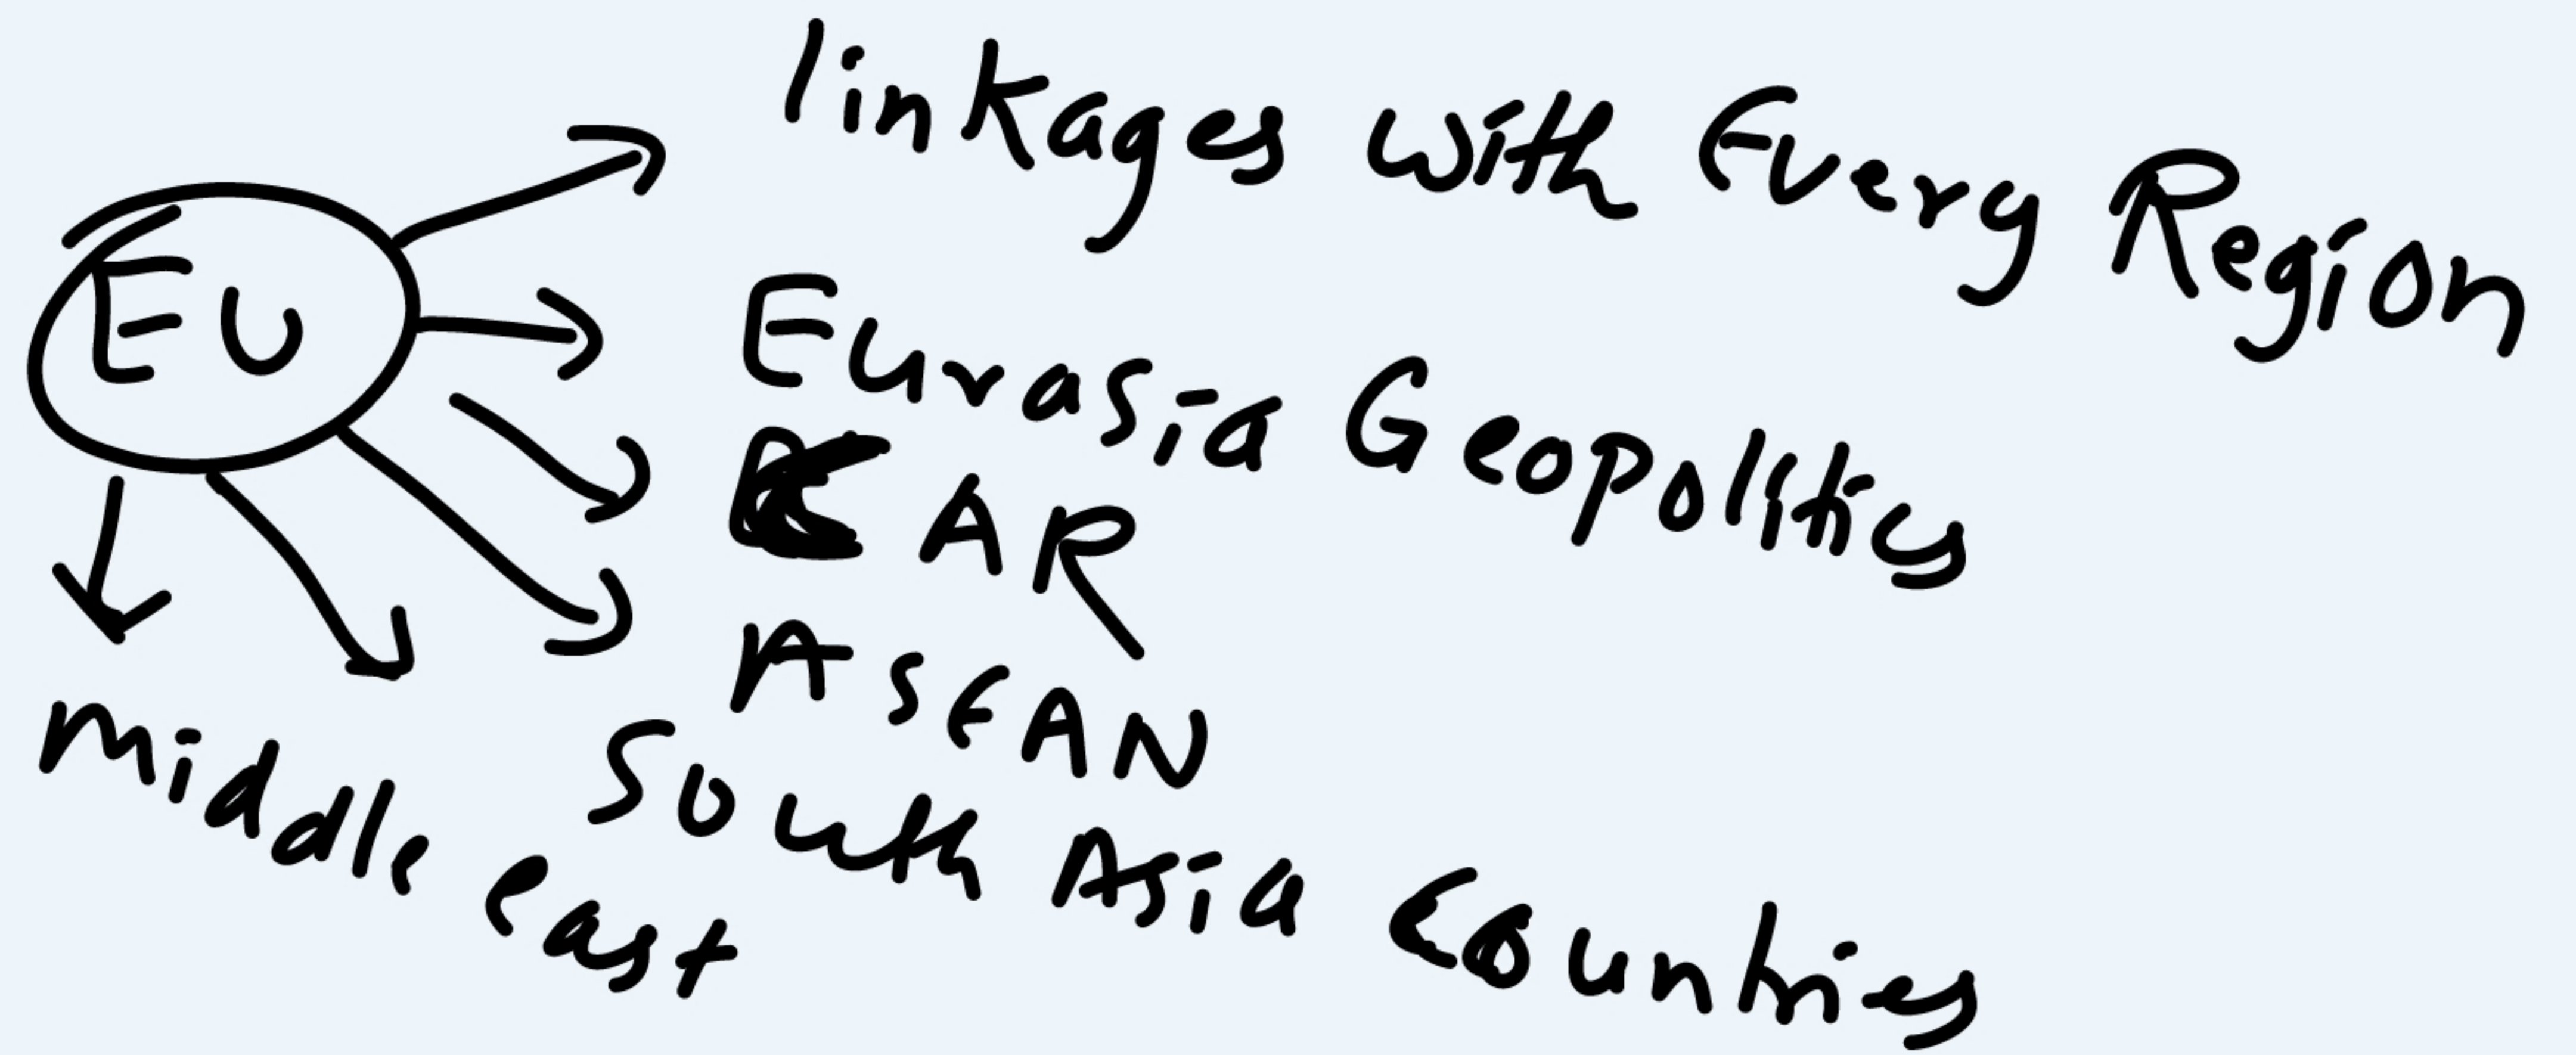 EU
linkages with Every Region
Eurasia Geopolitics
CAR
ASEAN
South Asia Countries
Middle east